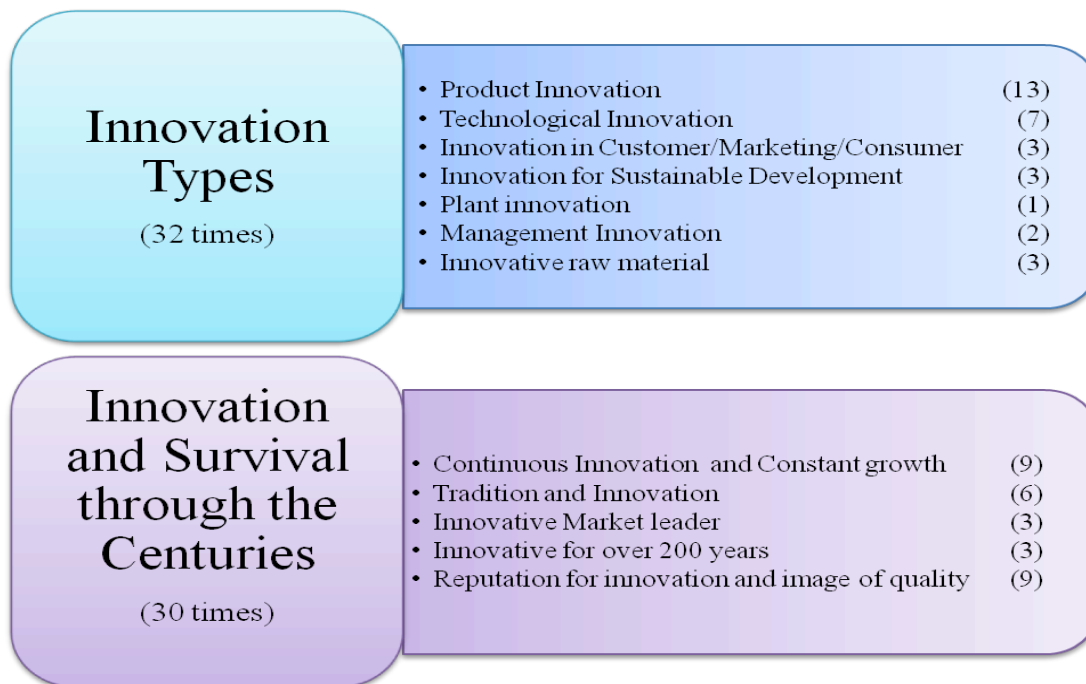 Innovation
Types
(32 times)
• Product Innovation (13)
• Technological Innovation (7)
• Innovation in Customer/Marketing/Consumer (3)
• Innovation for Sustainable Development (3)
• Plant innovation (1)
• Management Innovation (2)
• Innovative raw material (3)
Innovation
and Survival
through the
Centuries
(30 times)
• Continuous Innovation and Constant growth (9)
• Tradition and Innovation (6)
• Innovative Market leader (3)
• Innovative for over 200 years (3)
• Reputation for innovation and image of quality (9)